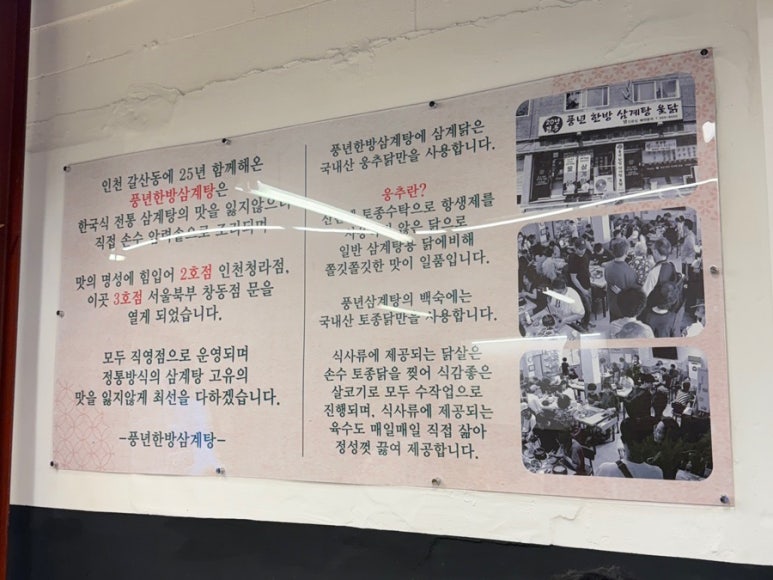 인천 갈산동에 25년 함께해온
풍년한방삼계탕은
한국식 전통 삼계탕의 맛을 잃지않으며
직접 손수 압력솥으로 조리되며
맛의 명성에 힘입어 2호점 인천청라점,
이곳 3호점 서울북부 창동점 문을
열게 되었습니다.
모두 직영점으로 운영되며
정통방식의 삼계탕 고유의
맛을 잃지않게 최선을 다하겠습니다.
-풍년한방삼계탕-
풍년한방삼계탕에 삼계닭은
국내산 웅추닭만을 사용합니다.
웅추란?
토종수탉으로 항생제를
않은 닭으로
일반 삼계탕용 닭에비해
쫄깃쫄깃한 맛이 일품입니다.
풍년삼계탕의 백숙에는
국내산 토종닭만을 사용합니다.
식사류에 제공되는 닭살은
손수 토종닭을 찢어 식감좋은
살코기로 모두 수작업으로
진행되며, 식사류에 제공되는
육수도 매일매일 직접 삶아
정성껏 끓여 제공합니다.
풍년 한방 삼계탕 옻닭